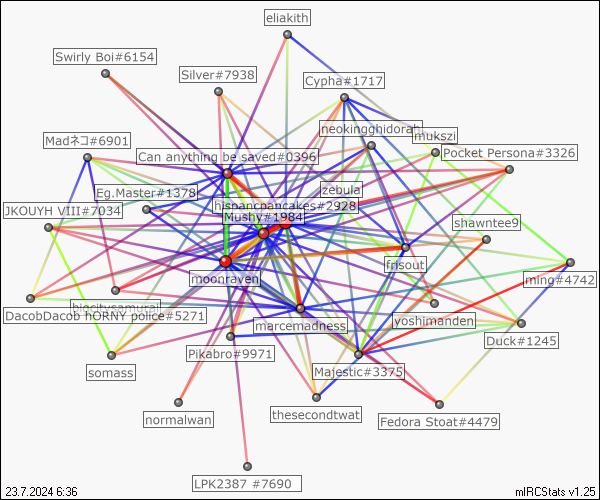 eliakith
Swirly Boi#6154
Silver#7938
Cypha#1717
neokingghidorah
mukszi
Madネコ#6901
Can anything be saved#0396
Pocket Persona#3326
Eg.Master#1378
zebula
JKOUYH VIII#7034
hispanicpancakes#2928
Mushy#1984
shawntee9
frisout
moonraven
ming#4742
biocitysamurai
DacobDacob hORNY police#5271
yoshimanden
marcemadness
Duck#1245
Pikabro#9971
somass
Majestic#3375
normalwan
thesecondtwat
Fedora Stoat#4479
LPK2387 #7690
23.7.2024 6:36
mIRCStats v1.25